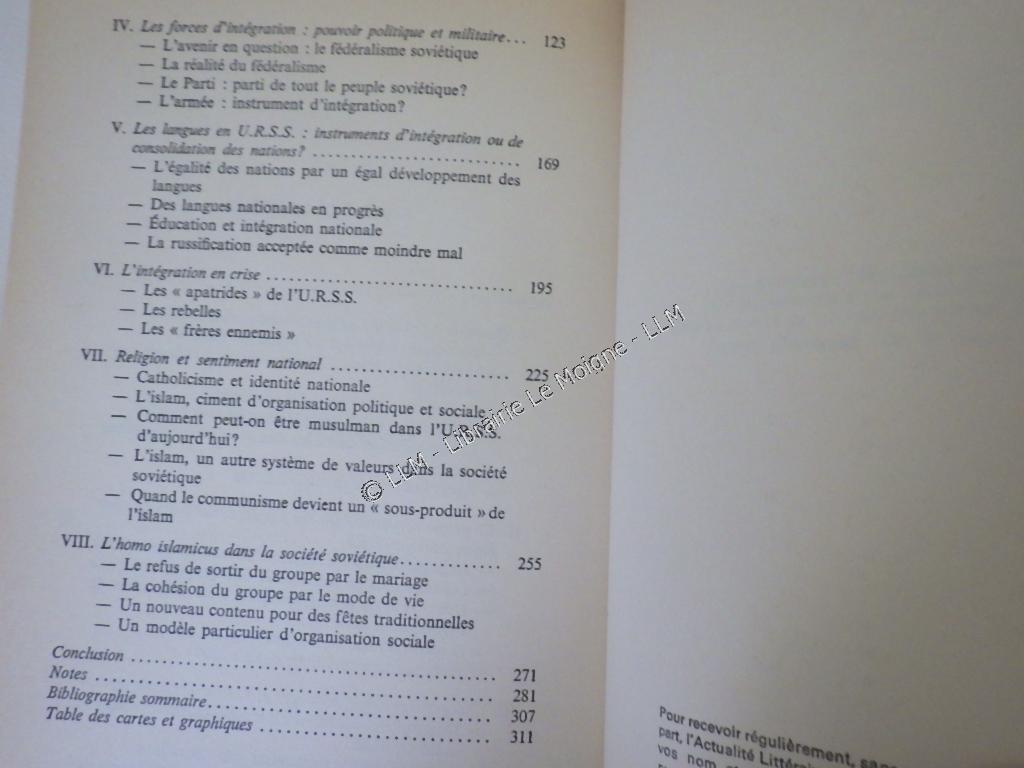 IV. Les forces d'intégration : pouvoir politique et militaire... 123
— L'avenir en question : le fédéralisme soviétique
— La réalité du fédéralisme
— Le Parti : parti de tout le peuple soviétique?
— L'armée : instrument d'intégration?
V. Les langues en U.R.S.S. : instruments d'intégration ou de
consolidation des nations? .......................... 169
— L'égalité des nations par un égal développement des
langues
— Des langues nationales en progrès
— Éducation et intégration nationale
— La russification acceptée comme moindre mal
VI. L'intégration en crise ............................... 195
— Les « apatrides » de l'U.R.S.S.
— Les rebelles
— Les « frères ennemis »
VII. Religion et sentiment national ...................... 225
— Catholicisme et identité nationale
— L'islam, ciment d'organisation politique et sociale
— Comment peut-on être musulman dans l'U.R.S.S.
d'aujourd'hui?
— L'islam, un autre système de valeurs dans la société
soviétique
— Quand le communisme devient un « sous-produit » de
l'islam
VIII. L'homo islamicus dans la société soviétique............. 255
— Le refus de sortir du groupe par le mariage
— La cohésion du groupe par le mode de vie
— Un nouveau contenu pour des fêtes traditionnelles
— Un modèle particulier d'organisation sociale
Conclusion ............................................. 271
Notes .................................................. 281
Bibliographie sommaire.................................. 307
Table des cartes et graphiques ............................ 311
© LLM - Librairie Le Moigne - LLM
Pour recevoir régulièrement, sans
part, l'Actualité Littéraire
vos nom